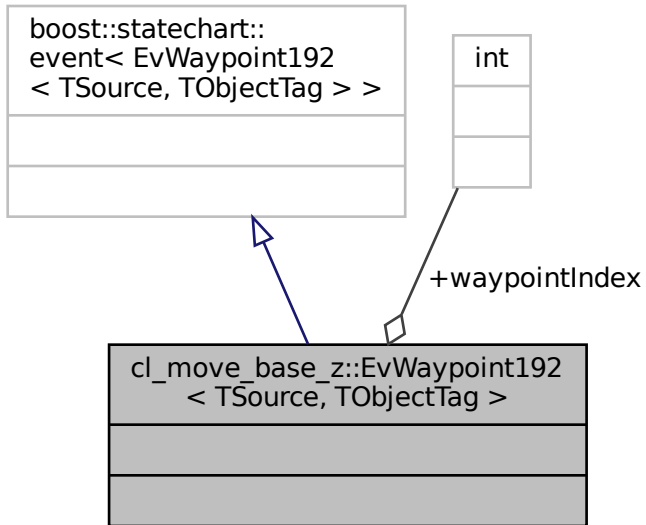 boost::statechart::
event< EvWaypoint192
< TSource, TObjectTag > >
int
+waypointIndex
cl_move_base_z::EvWaypoint192
< TSource, TObjectTag >